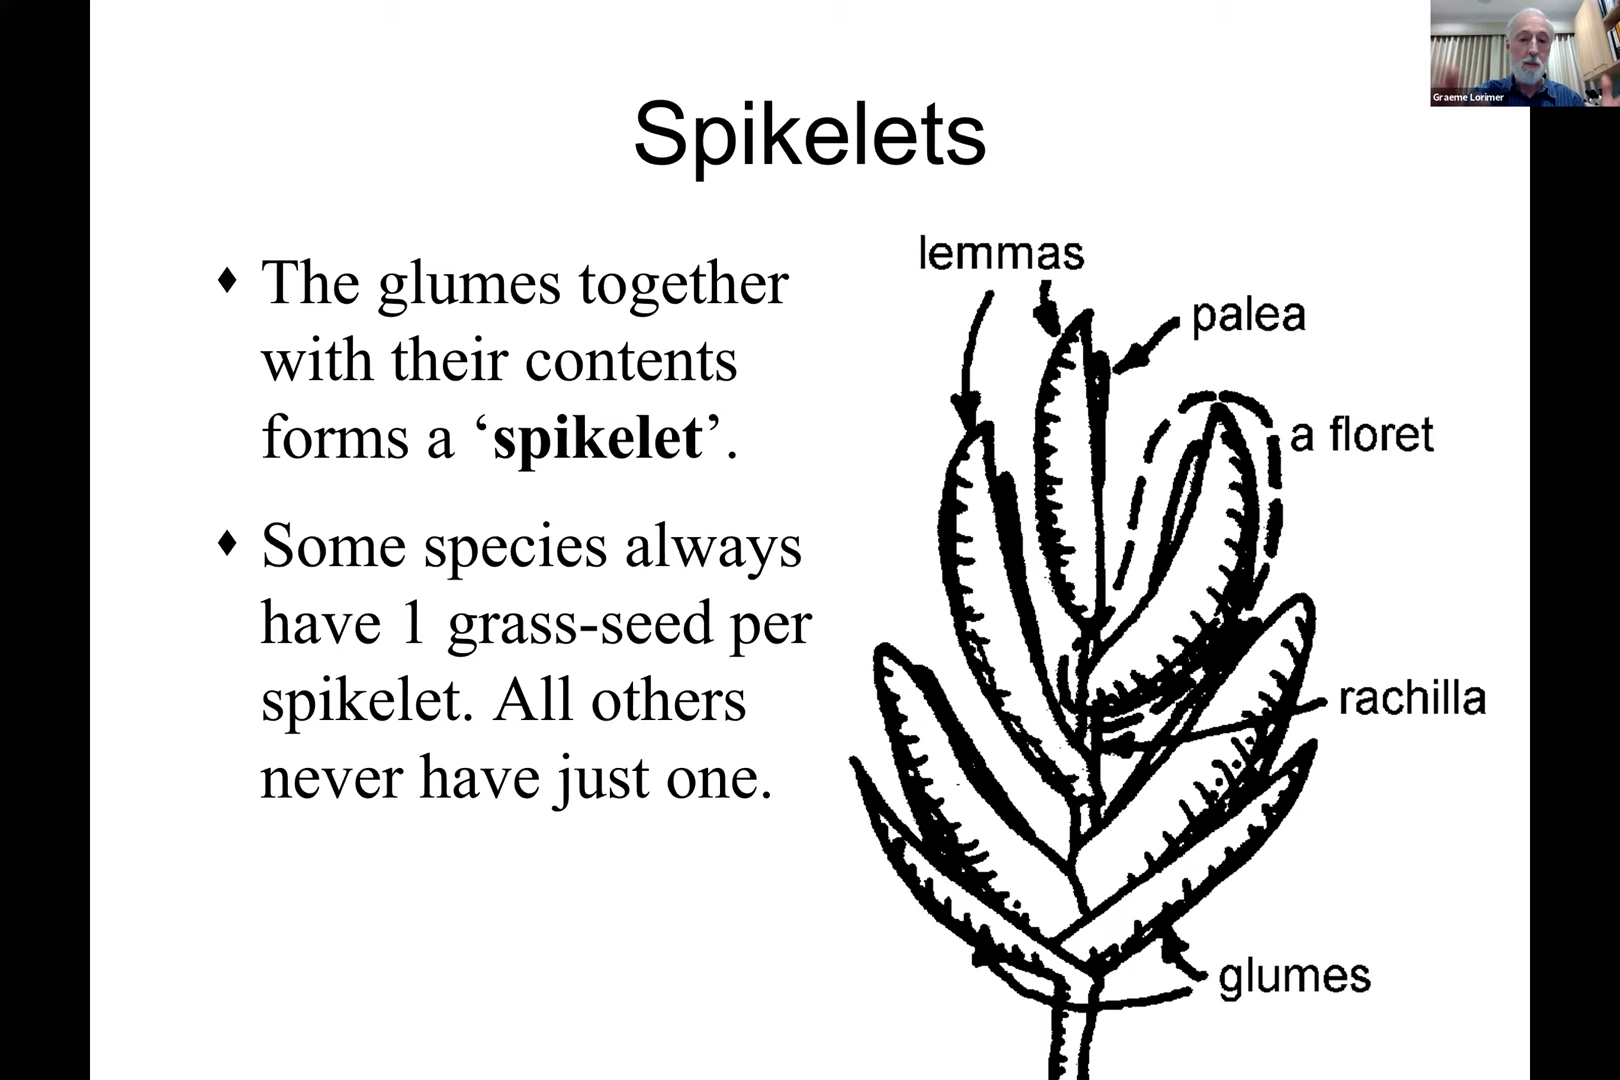 Graeme Lorimer
Spikelets
♦ The glumes together
with their contents
forms a ‘spikelet’.
♦ Some species always
have 1 grass-seed per
spikelet. All others
never have just one.
lemmas
palea
a floret
rachilla
glumes